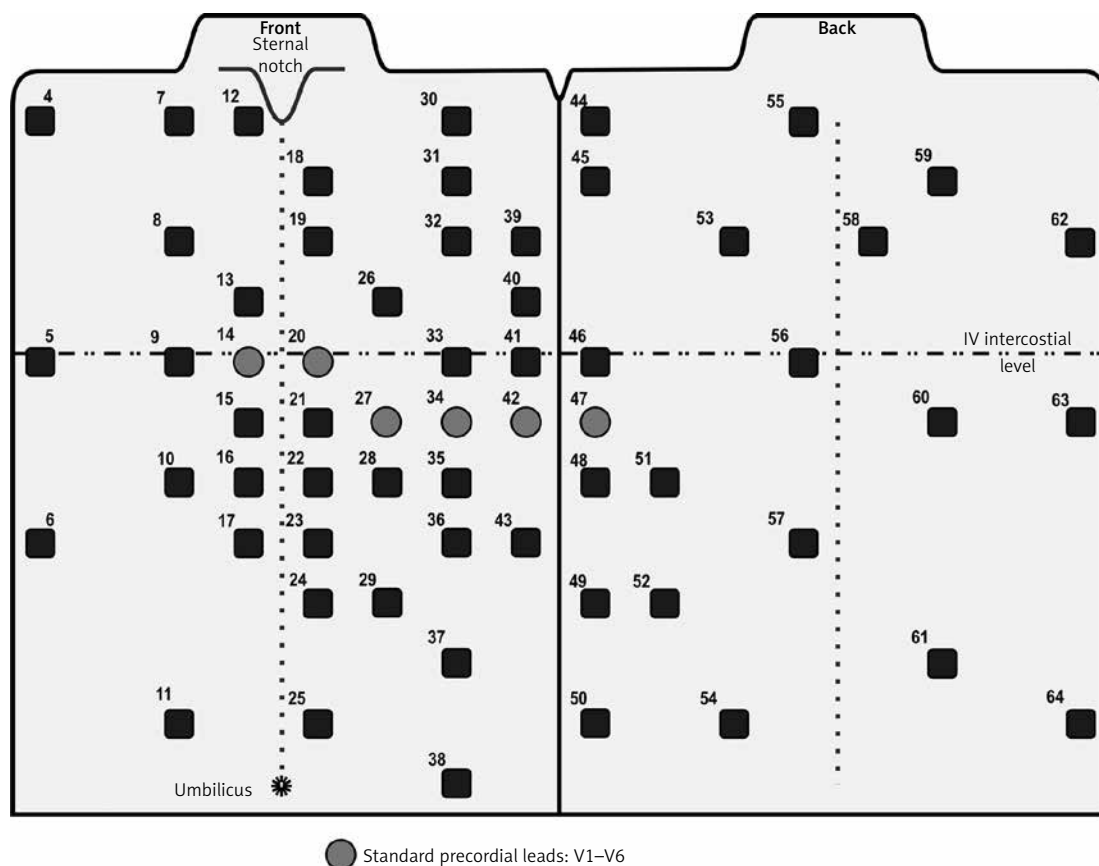 Front
Back
Sternal
notch
4 7 12 30 44 55
18 31 45 59
8 19 32 39 53 58 62
13 26 40
5 9 14 20 33 41 46 56
IV intercostial
level
15 21 27 34 42 47 60 63
10 16 22 28 35 48 51
6 17 23 36 43 57
24 29 49 52
37 61
11 25 50 54 64
38
Umbilicus
Standard precordial leads: V1–V6